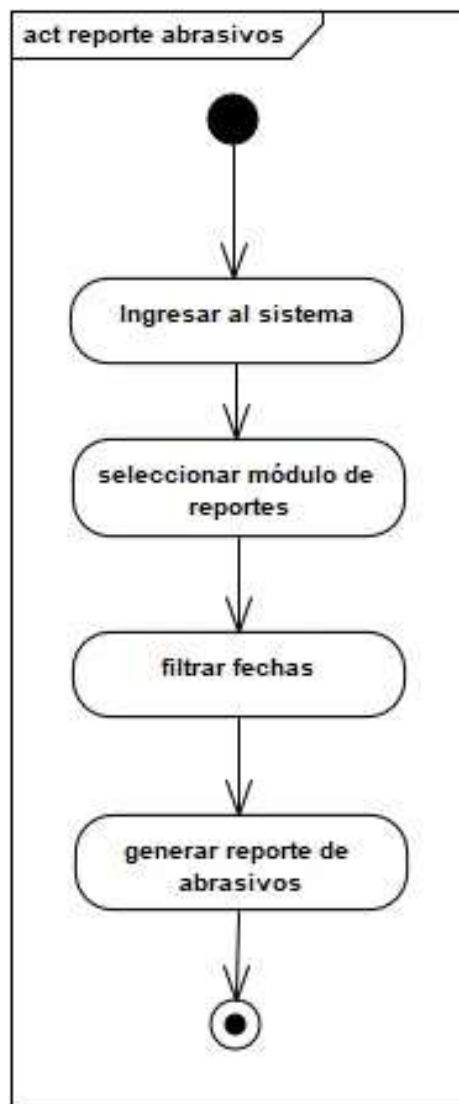 act reporte abrasivos
Ingresar al sistema
seleccionar módulo de
reportes
filtrar fechas
generar reporte de
abrasivos